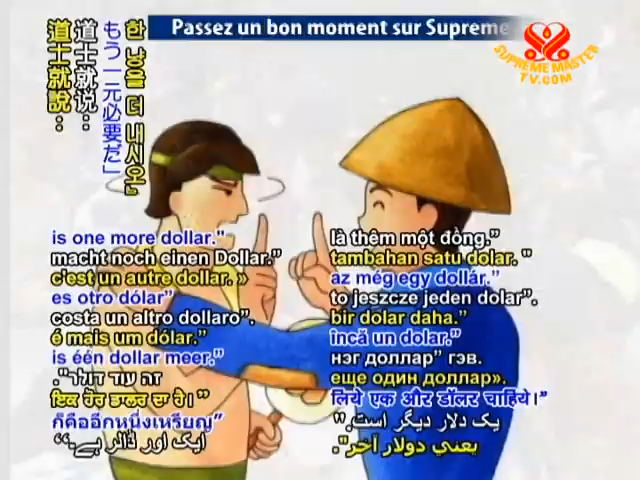 Passez un bon moment sur Supreme
SUPREME MASTER
TV.COM
한 냥을 더 내시오"
もう一元必要だ」
道士就说：
道士就說：
is one more dollar."
macht noch einen Dollar.”
c'est un autre dollar. »
es otro dólar”
costa un altro dollaro”.
é mais um dólar.”
is één dollar meer.”
זה עוד דולר".
ਇਕ ਹੋਰ ਡਾਲਰ ਦਾ ਹੈ।”
ก็คืออีกหนึ่งเหรียญ”
ایک اور ڈالر ہے.“
là thêm một đồng.”
tambahan satu dolar. ”
az még egy dollár.”
to jeszcze jeden dolar”.
bir dolar daha.”
încă un dolar.”
нэг доллар” гэв.
еще один доллар».
लिये एक और डॉलर चाहिये।”
یک دلار دیگر است."
يعني دولار آخر".